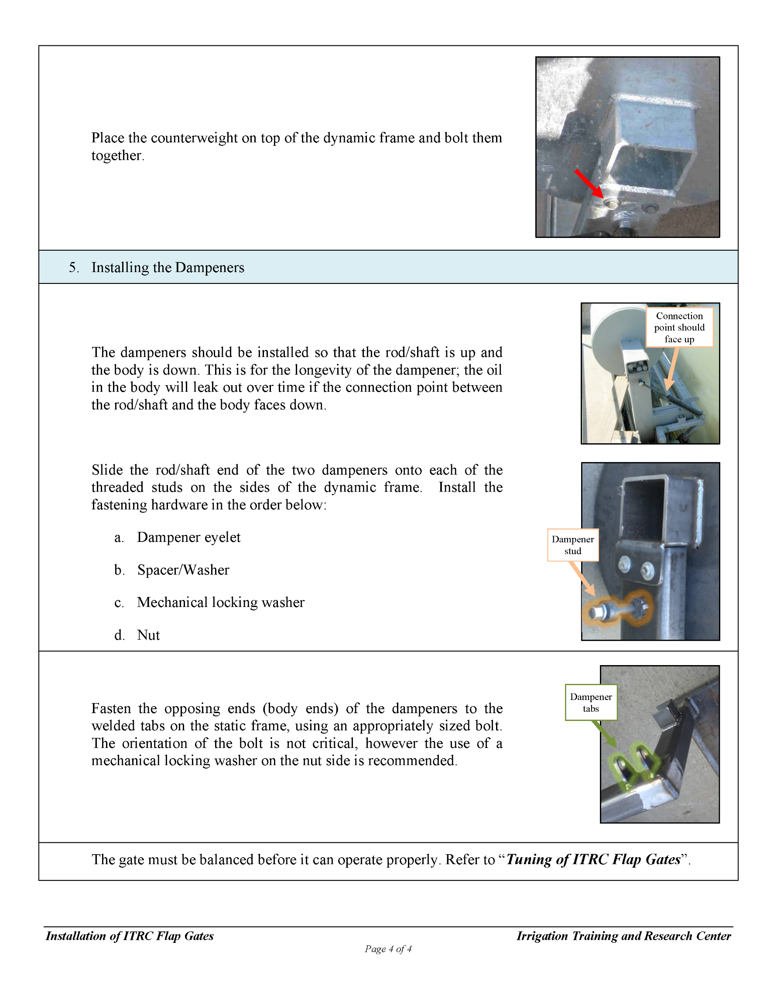 Place the counterweight on top of the dynamic frame and bolt them
together.
5. Installing the Dampeners
The dampeners should be installed so that the rod/shaft is up and
the body is down. This is for the longevity of the dampener; the oil
in the body will leak out over time if the connection point between
the rod/shaft and the body faces down.
Connection
point should
face up
Slide the rod/shaft end of the two dampeners onto each of the
threaded studs on the sides of the dynamic frame. Install the
fastening hardware in the order below:
a. Dampener eyelet
b. Spacer/Washer
c. Mechanical locking washer
d. Nut
Dampener
stud
Fasten the opposing ends (body ends) of the dampeners to the
welded tabs on the static frame, using an appropriately sized bolt.
The orientation of the bolt is not critical, however the use of a
mechanical locking washer on the nut side is recommended.
Dampener
tabs
The gate must be balanced before it can operate properly. Refer to “Tuning of ITRC Flap Gates”.
Installation of ITRC Flap Gates
Irrigation Training and Research Center
Page 4 of 4